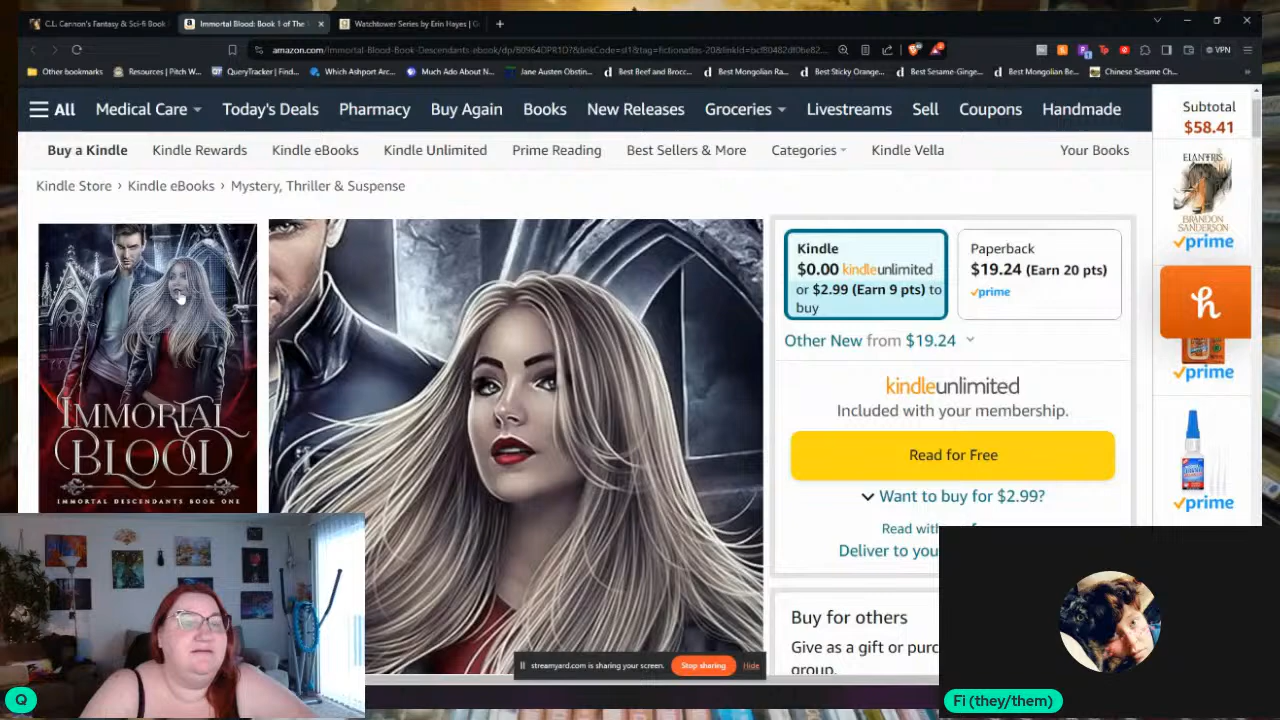 C.L. Cannon's Fantasy & Sci-fi Book
Immortal Blood: Book 1 of The
Watchtower Series by Erin Hayes | G
Other bookmarks
Resources | Pitch W...
QueryTracker | Find...
Which Ashport Arc...
Much Ado About N...
Jane Austen Obstin...
Best Beef and Brocc...
Best Mongolian Ra...
Best Sticky Orange...
Best Sesame-Ginge...
Best Mongolian Be...
Chinese Sesame Ch...
VPN
All
Medical Care
Today's Deals
Pharmacy
Buy Again
Books
New Releases
Groceries
Livestreams
Sell
Coupons
Handmade
Subtotal
$58.41
Buy a Kindle
Kindle Rewards
Kindle eBooks
Kindle Unlimited
Prime Reading
Best Sellers & More
Categories
Kindle Vella
Your Books
Kindle Store › Kindle eBooks › Mystery, Thriller & Suspense
ELANTRIS
BRANDON
SANDERSON
prime
Kindle
$0.00 kindleunlimited
or $2.99 (Earn 9 pts) to
buy
Paperback
$19.24 (Earn 20 pts)
prime
Other New from $19.24
h
prime
kindleunlimited
Included with your membership.
Read for Free
Want to buy for $2.99?
Deliver to you
prime
IMMORTAL
BLOOD
IMMORTAL DESCENDANTS BOOK ONE
Buy for others
Give as a gift or purc
group.
streamyard.com is sharing your screen.
Stop sharing
Hide
Q
Fi (they/them)